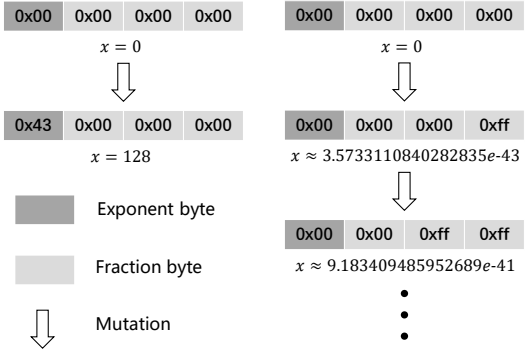 0x00 0x00 0x00 0x00
x = 0
0x43 0x00 0x00 0x00
x = 128
Exponent byte
Fraction byte
Mutation
0x00 0x00 0x00 0x00
x = 0
0x00 0x00 0x00 0xff
x ≈ 3.5733110840282835e-43
0x00 0x00 0xff 0xff
x ≈ 9.183409485952689e-41